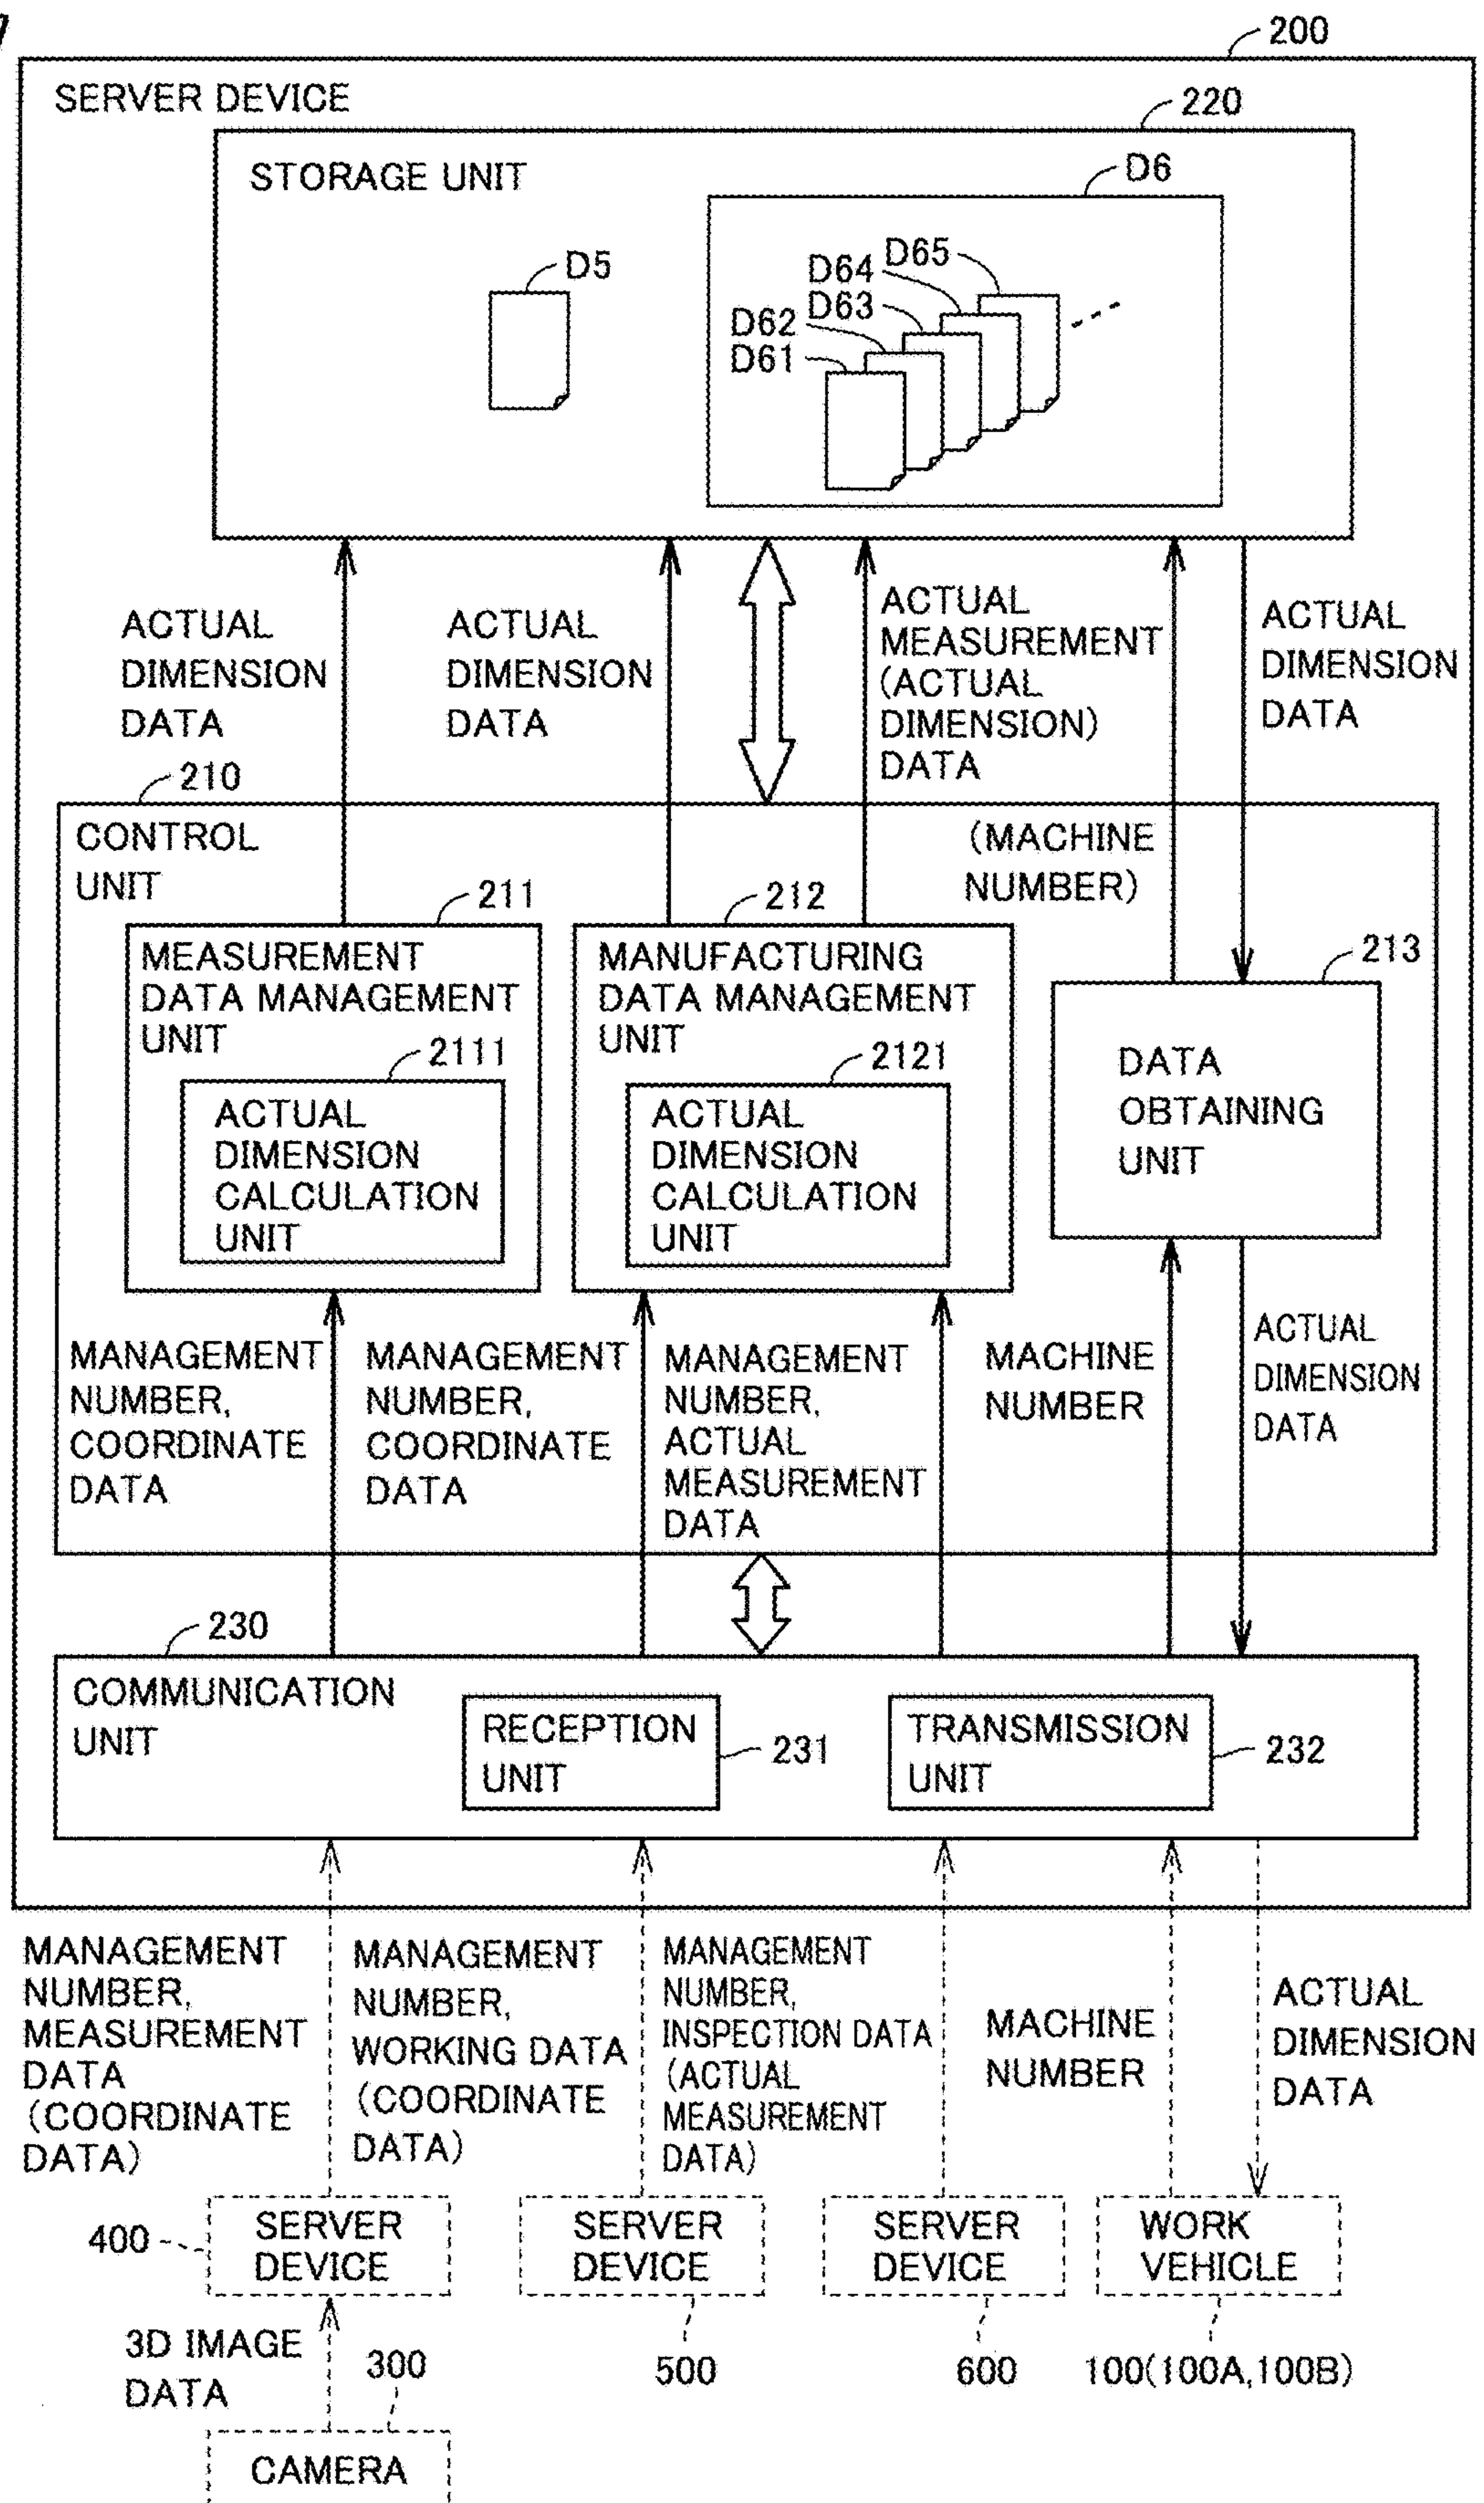 200
SERVER DEVICE
220
STORAGE UNIT
D6
D5
D65
D64
D63
D62
D61
ACTUAL
DIMENSION
DATA
ACTUAL
DIMENSION
DATA
ACTUAL
MEASUREMENT
(ACTUAL
DIMENSION)
DATA
ACTUAL
DIMENSION
DATA
210
CONTROL
UNIT
(MACHINE
NUMBER)
211
MEASUREMENT
DATA MANAGEMENT
UNIT
2111
ACTUAL
DIMENSION
CALCULATION
UNIT
212
MANUFACTURING
DATA MANAGEMENT
UNIT
2121
ACTUAL
DIMENSION
CALCULATION
UNIT
213
DATA
OBTAINING
UNIT
MANAGEMENT
NUMBER,
COORDINATE
DATA
MANAGEMENT
NUMBER,
COORDINATE
DATA
MANAGEMENT
NUMBER,
ACTUAL
MEASUREMENT
DATA
MACHINE
NUMBER
ACTUAL
DIMENSION
DATA
230
COMMUNICATION
UNIT
RECEPTION
UNIT
231
TRANSMISSION
UNIT
232
MANAGEMENT
NUMBER,
MEASUREMENT
DATA
(COORDINATE
DATA)
MANAGEMENT
NUMBER,
WORKING DATA
(COORDINATE
DATA)
MANAGEMENT
NUMBER,
INSPECTION DATA
(ACTUAL
MEASUREMENT
DATA)
MACHINE
NUMBER
ACTUAL
DIMENSION
DATA
400
SERVER
DEVICE
SERVER
DEVICE
500
SERVER
DEVICE
600
WORK
VEHICLE
100(100A,100B)
3D IMAGE
DATA
300
CAMERA